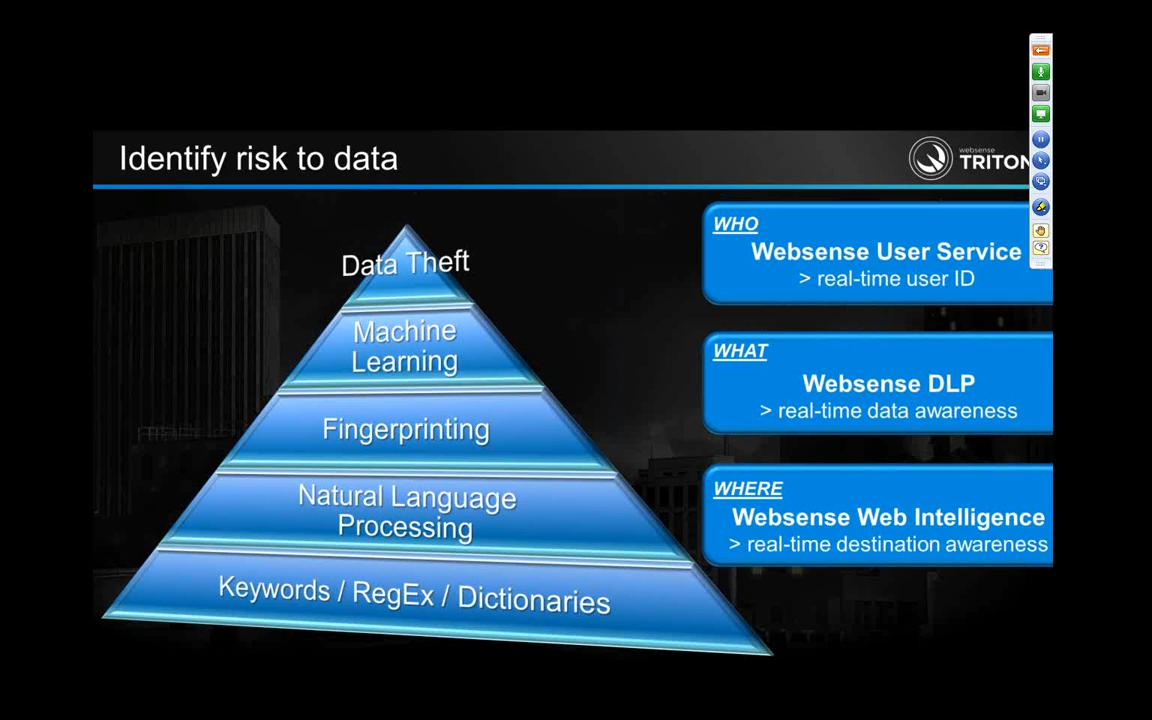 Identify risk to data
websense
TRITON
Data Theft
Machine
Learning
Fingerprinting
Natural Language
Processing
Keywords / RegEx / Dictionaries
WHO
Websense User Service
> real-time user ID
WHAT
Websense DLP
> real-time data awareness
WHERE
Websense Web Intelligence
> real-time destination awareness